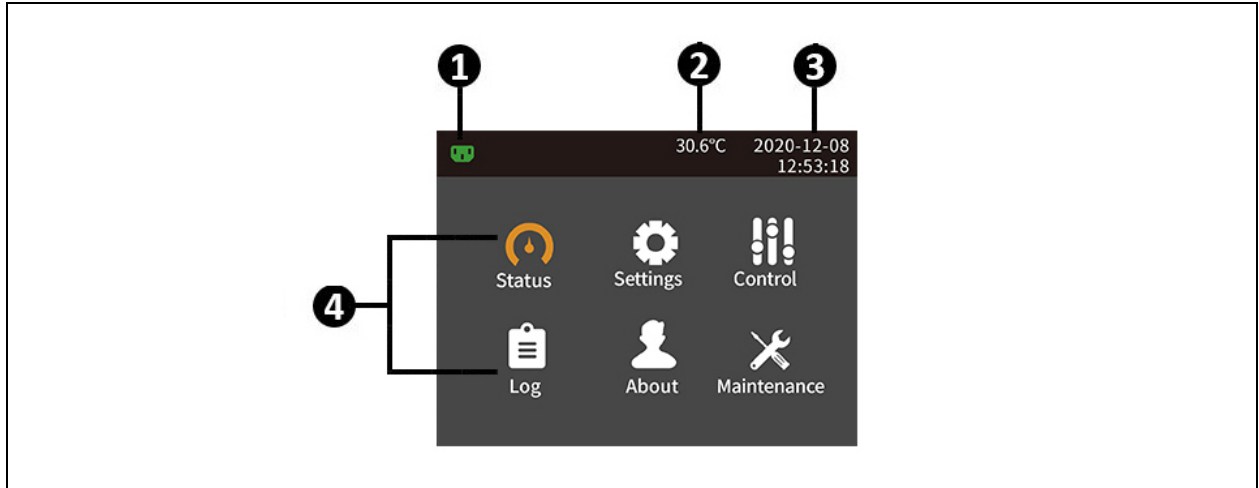 1 2 3
30.6°C 2020-12-08
12:53:18
Status Settings Control
4
Log About Maintenance